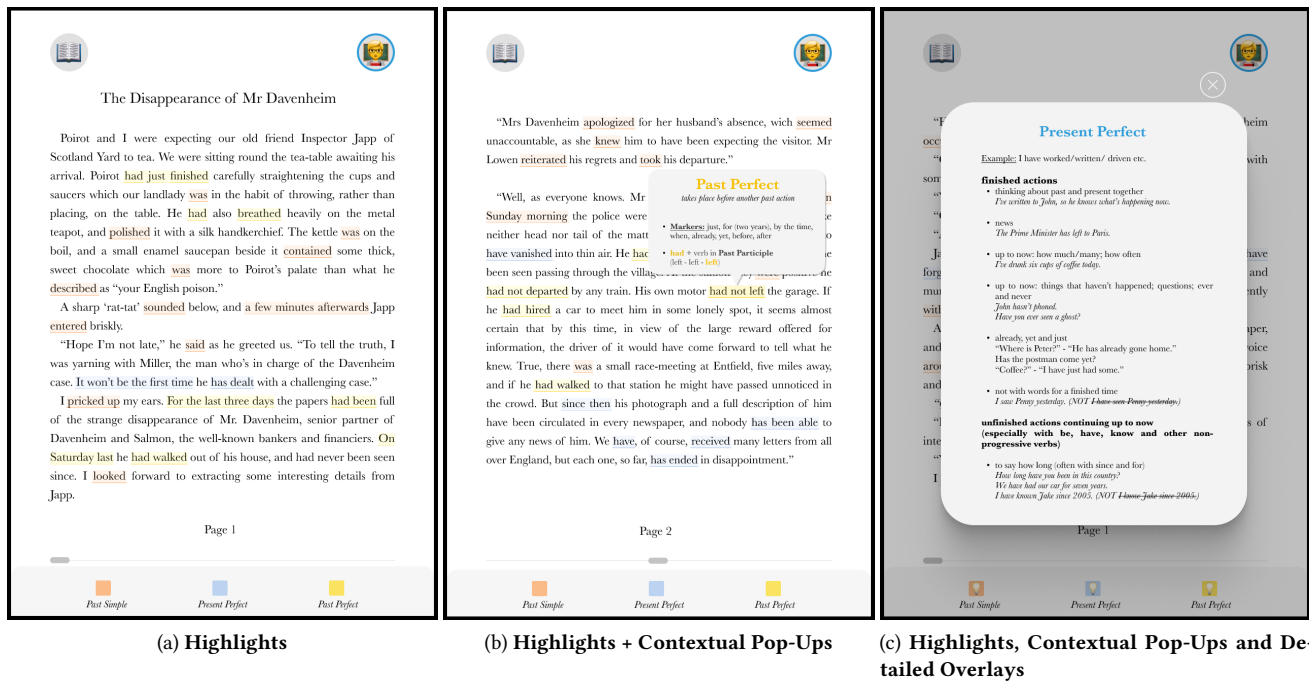 The Disappearance of Mr Davenheim
Poirot and I were expecting our old friend Inspector Japp of
Scotland Yard to tea. We were sitting round the tea-table awaiting his
arrival. Poirot had just finished carefully straightening the cups and
saucers which our landlady was in the habit of throwing, rather than
placing, on the table. He had also breathed heavily on the metal
teapot, and polished it with a silk handkerchief. The kettle was on the
boil, and a small enamel saucepan beside it contained some thick,
sweet chocolate which was more to Poirot's palate than what he
described as “your English poison.”
A sharp ‘rat-tat’ sounded below, and a few minutes afterwards Japp
entered briskly.
“Hope I'm not late,” he said as he greeted us. “To tell the truth, I
was yarning with Miller, the man who's in charge of the Davenheim
case. It won't be the first time he has dealt with a challenging case.”
I pricked up my ears. For the last three days the papers had been full
of the strange disappearance of Mr. Davenheim, senior partner of
Davenheim and Salmon, the well-known bankers and financiers. On
Saturday last he had walked out of his house, and had never been seen
since. I looked forward to extracting some interesting details from
Japp.
Page 1
Past Simple
Present Perfect
Past Perfect
(a) Highlights
“Mrs Davenheim apologized for her husband's absence, wich seemed
unaccountable, as she knew him to have been expecting the visitor. Mr
Lowen reiterated his regrets and took his departure.”
“Well, as everyone knows. Mr
Sunday morning the police were
neither head nor tail of the
have vanished into thin air. He
been seen passing through the
had not departed by any train. His own motor had not left the garage. If
he had hired a car to meet him in some lonely spot, it seems almost
certain that by this time, in view of the large reward offered for
information, the driver of it would have come forward to tell what he
knew. True, there was a small race-meeting at Entfield, five miles away,
and if he had walked to that station he might have passed unnoticed in
the crowd. But since then his photograph and a full description of him
have been circulated in every newspaper, and nobody has been able to
give any news of him. We have, of course, received many letters from all
over England, but each one, so far, has ended in disappointment.”
Past Perfect
takes place before another past action
• Markers: just, for (two years), by the time,
when, already, yet, before, after
• had + verb in Past Participle
(left - left - left)
Page 2
Past Simple
Present Perfect
Past Perfect
(b) Highlights + Contextual Pop-Ups
Present Perfect
Example: I have worked/written/ driven etc.
finished actions
• thinking about past and present together
I've written to John, so he knows what's happening now.
• news
The Prime Minister has left to Paris.
• up to now: how much/many; how often
I've drunk six cups of coffee today.
• up to now: things that haven't happened; questions; ever
and never
John hasn't phoned.
Have you ever seen a ghost?
• already, yet and just
“Where is Peter?” - “He has already gone home.”
Has the postman come yet?
“Coffee?” - “I have just had some.”
• not with words for a finished time
I saw Penny yesterday. (NOT I have seen Penny yesterday.)
unfinished actions continuing up to now
(especially with be, have, know and other non-
progressive verbs)
• to say how long (often with since and for)
How long have you been in this country?
We have had our car for seven years.
I have known Jake since 2005. (NOT I know Jake since 2005.)
Page 1
Past Simple
Present Perfect
Past Perfect
(c) Highlights, Contextual Pop-Ups and De-
tailed Overlays